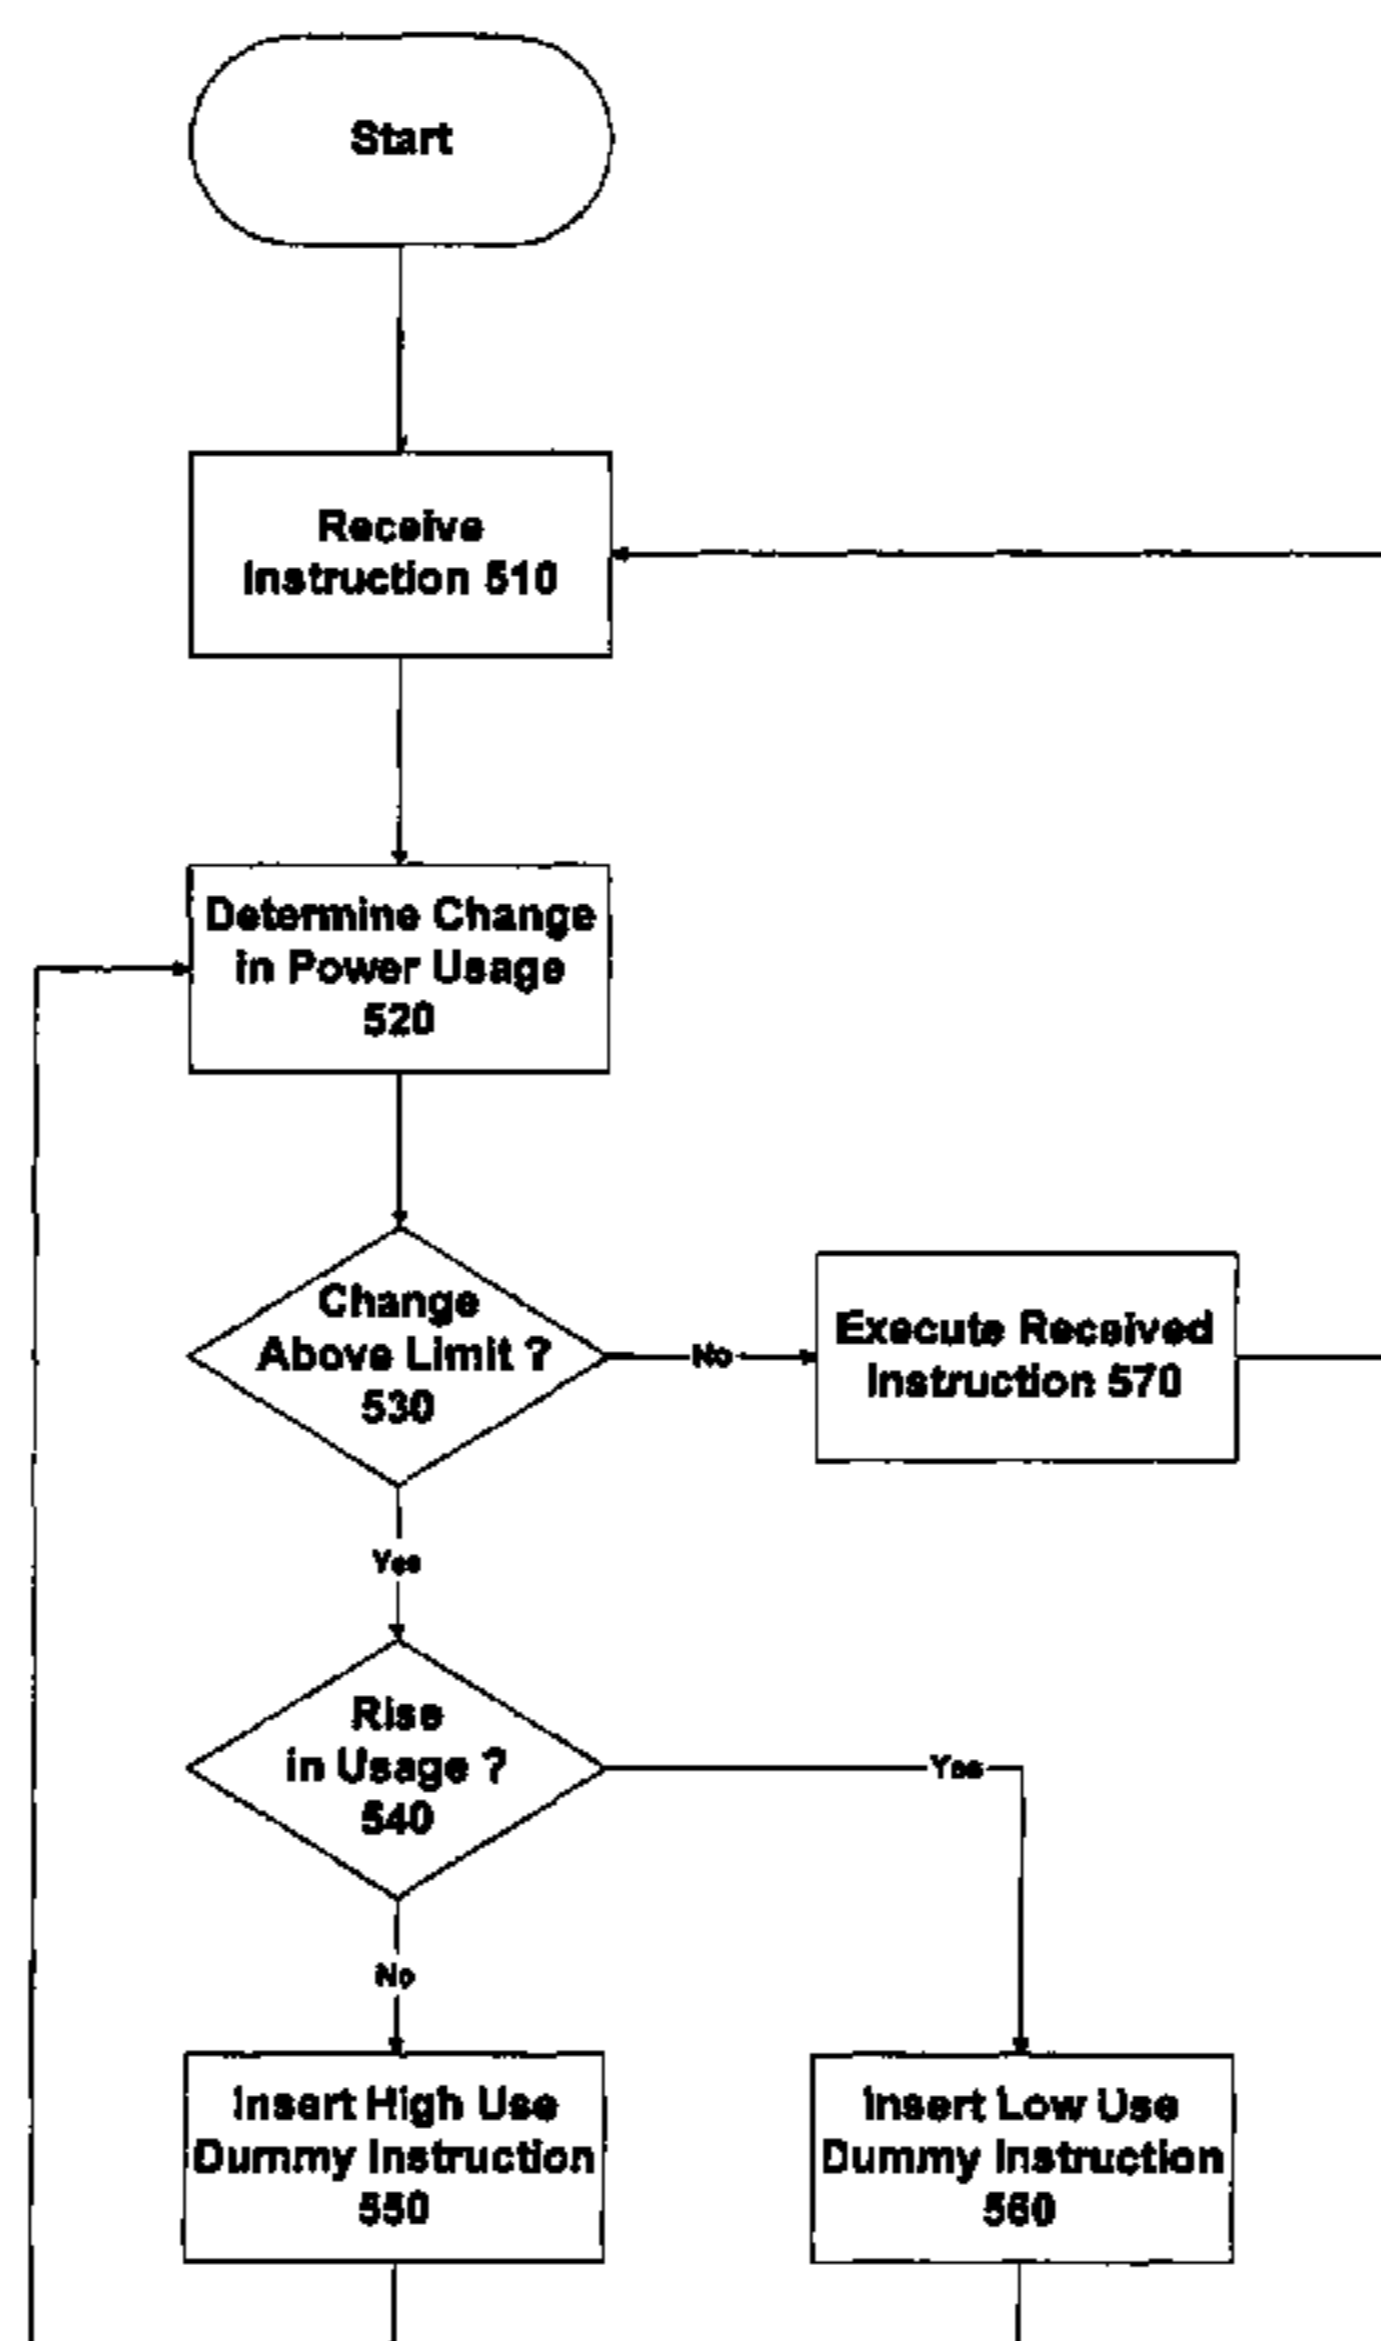 Start
Receive
Instruction 510
Determine Change
in Power Usage
520
Change
Above Limit ?
530
No
Execute Received
Instruction 570
Yes
Rise
in Usage ?
540
Yes
No
Insert High Use
Dummy Instruction
550
Insert Low Use
Dummy Instruction
560